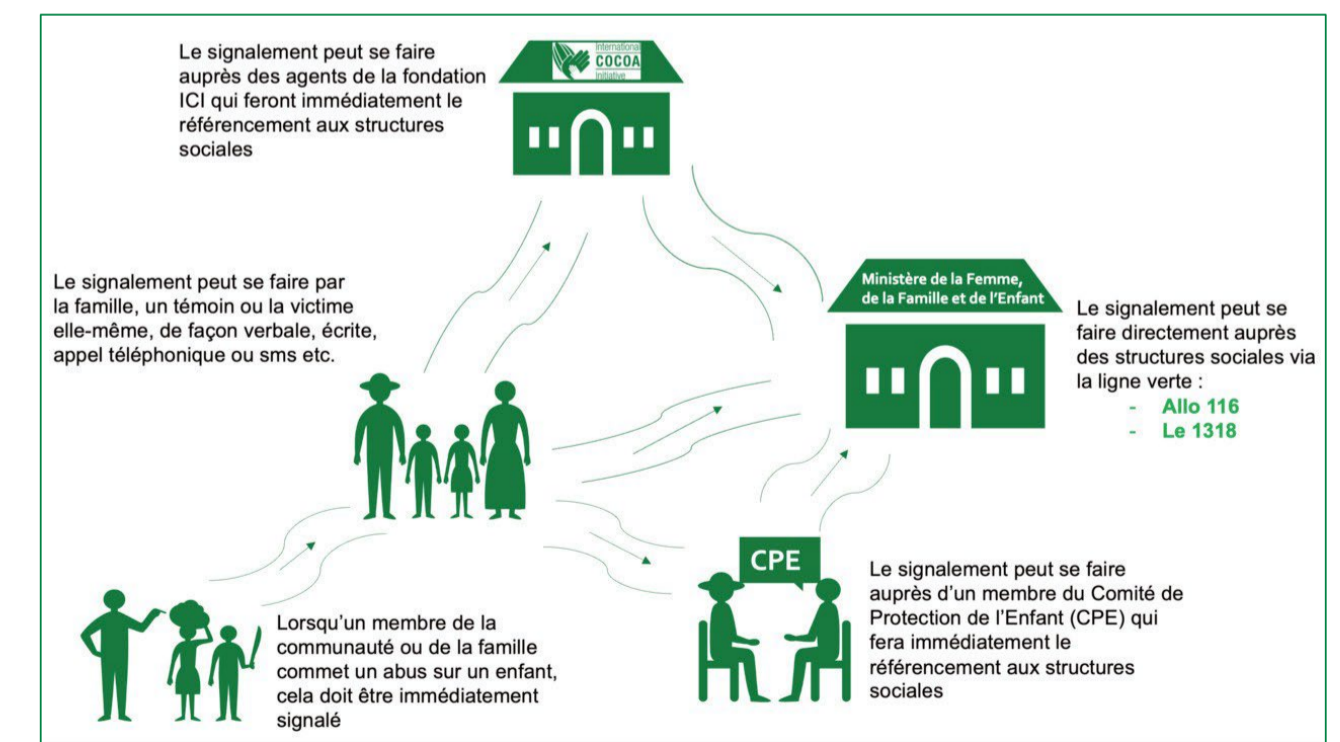 Le signalement peut se faire
auprès des agents de la fondation
ICI qui feront immédiatement le
référencement aux structures
sociales
International
COCOA
Initiative
Le signalement peut se faire par
la famille, un témoin ou la victime
elle-même, de façon verbale, écrite,
appel téléphonique ou sms etc.
Ministère de la Femme,
de la Famille et de l'Enfant
Le signalement peut se
faire directement auprès
des structures sociales via
la ligne verte :
- Allo 116
- Le 1318
CPE
Le signalement peut se faire
auprès d'un membre du Comité de
Protection de l'Enfant (CPE) qui
fera immédiatement le
référencement aux structures
sociales
Lorsqu'un membre de la
communauté ou de la famille
commet un abus sur un enfant,
cela doit être immédiatement
signalé